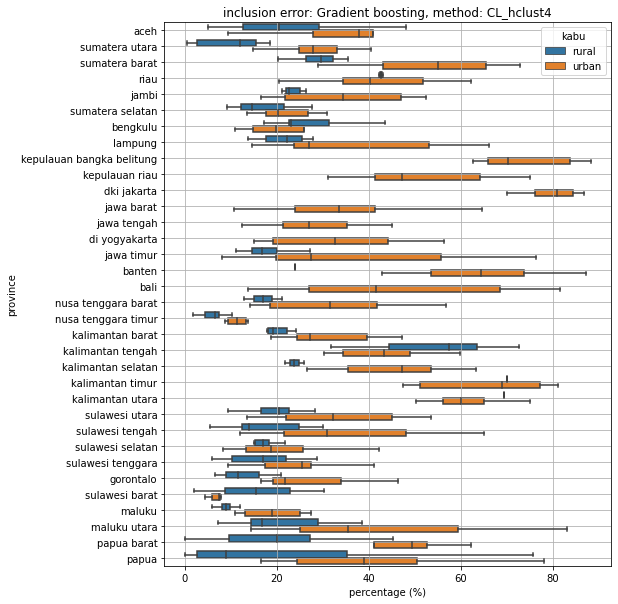 inclusion error: Gradient boosting, method: CL_hclust4
kabu
rural
urban
province
aceh
sumatera utara
sumatera barat
riau
jambi
sumatera selatan
bengkulu
lampung
kepulauan bangka belitung
kepulauan riau
dki jakarta
jawa barat
jawa tengah
di yogyakarta
jawa timur
banten
bali
nusa tenggara barat
nusa tenggara timur
kalimantan barat
kalimantan tengah
kalimantan selatan
kalimantan timur
kalimantan utara
sulawesi utara
sulawesi tengah
sulawesi selatan
sulawesi tenggara
gorontalo
sulawesi barat
maluku
maluku utara
papua barat
papua
0 20 40 60 80
percentage (%)